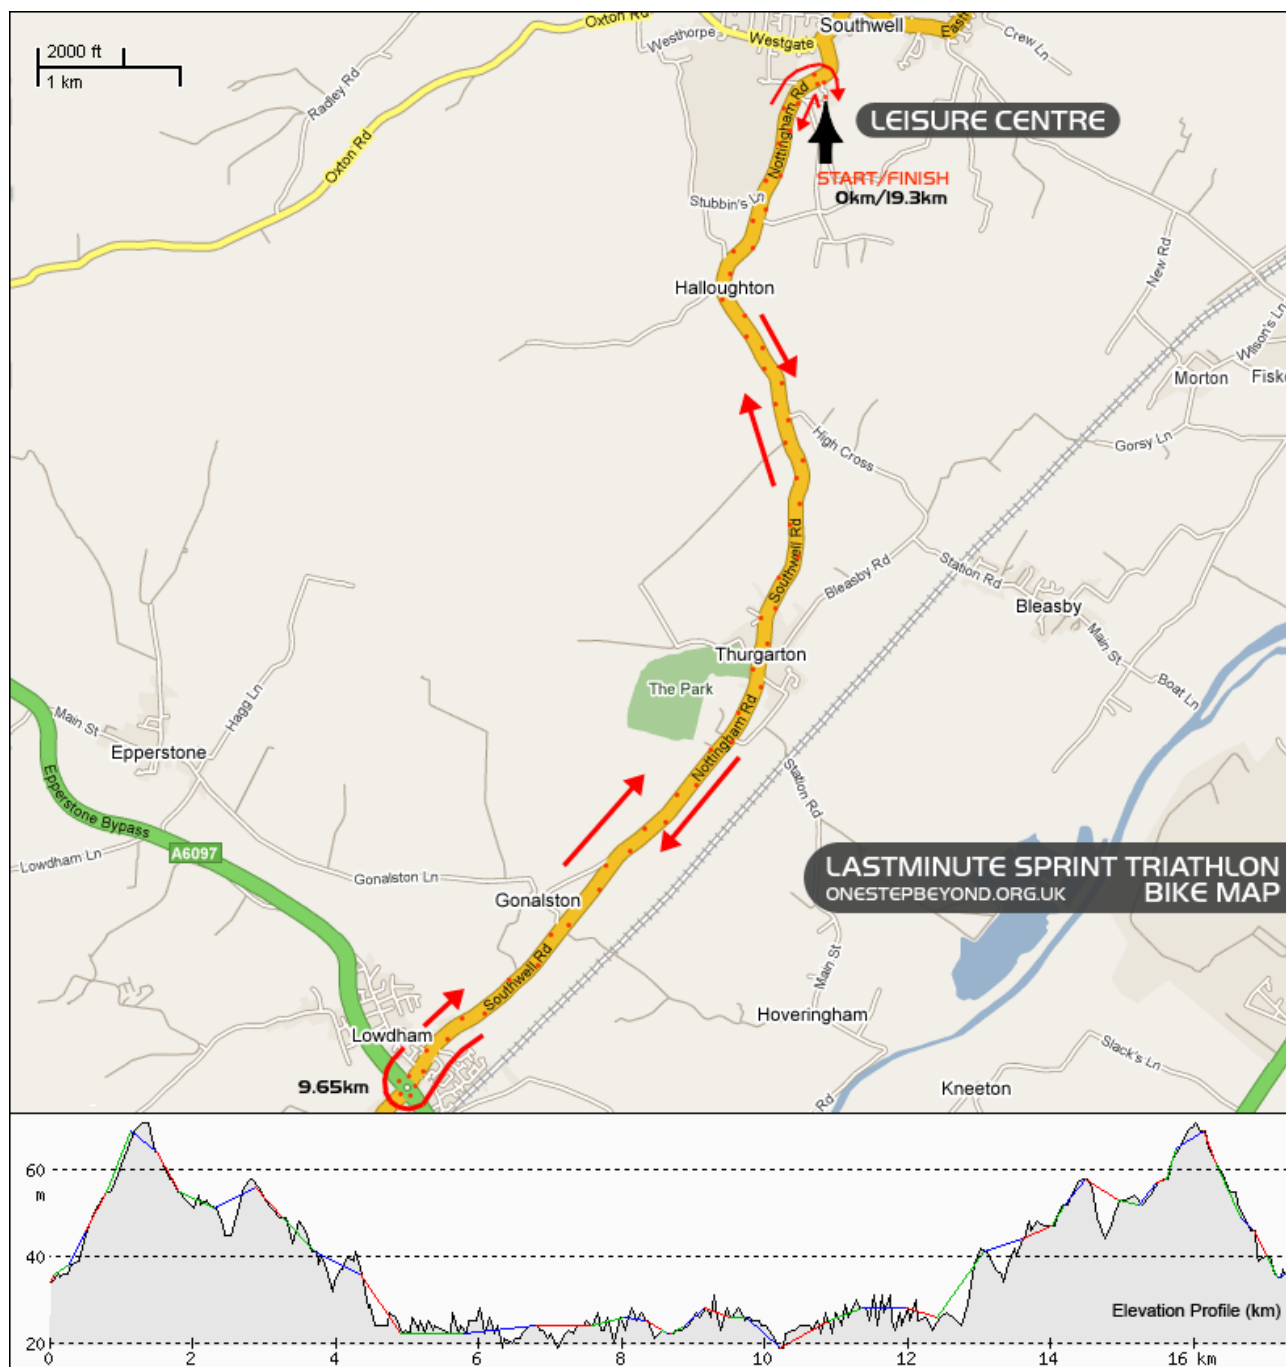 2000 ft
1 km
Oxton Rd
Westhorpe
Westgate
Southwell
Crew Ln
Radley Rd
Oxton Rd
Nottingham Rd
LEISURE CENTRE
START/FINISH
0km/19.3km
Stubbin's Ln
New Rd
Halloughton
Wilson's Ln
Morton
High Cross
Gorsy Ln
Southwell Rd
Bleasby Rd
Station Rd
Bleasby
Main St
Thurgarton
The Park
Boat Ln
Hagg Ln
Main St
Epperstone
Nottingham Rd
Station Rd
Epperstone Bypass
A6097
Lowdham Ln
Gonalston Ln
Gonalston
LASTMINUTE SPRINT TRIATHLON
ONESTEPBEYOND.ORG.UK BIKE MAP
Southwell Rd
Main St
Hoveringham
Lowdham
Slack's Ln
9.65km
Kneeton
Rd
60
m
40
20
Elevation Profile (km)
0 2 4 6 8 10 12 14 16 km